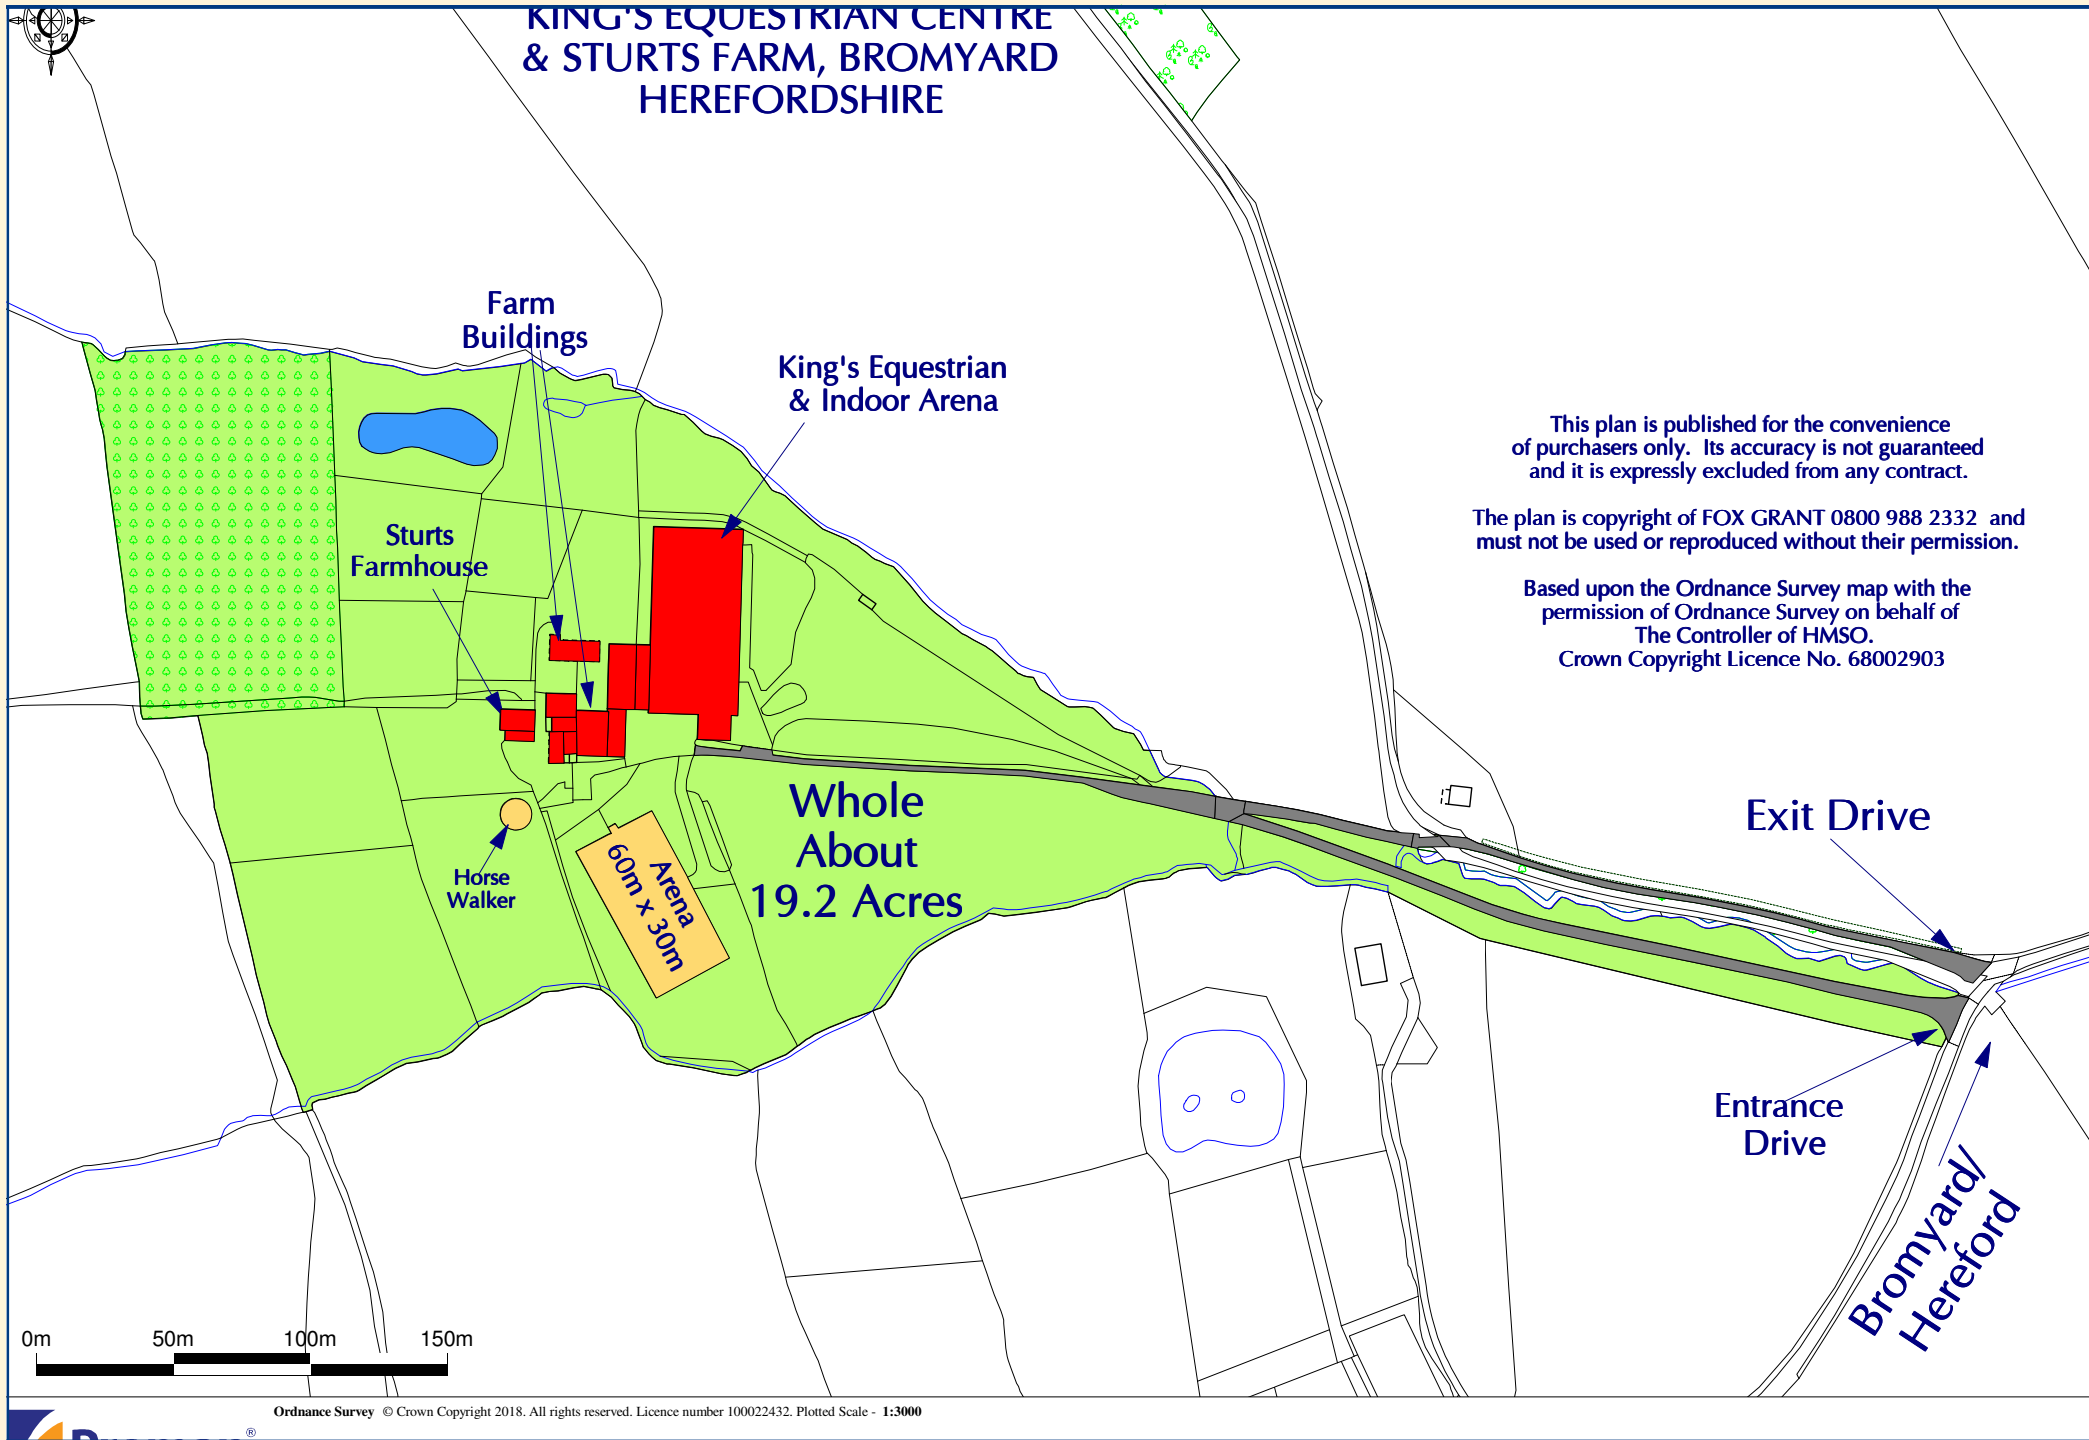 KING'S EQUESTRIAN CENTRE
& STURTS FARM, BROMYARD
HEREFORDSHIRE
Farm
Buildings
King's Equestrian
& Indoor Arena
This plan is published for the convenience
of purchasers only. Its accuracy is not guaranteed
and it is expressly excluded from any contract.
The plan is copyright of FOX GRANT 0800 988 2332 and
must not be used or reproduced without their permission.
Based upon the Ordnance Survey map with the
permission of Ordnance Survey on behalf of
The Controller of HMSO.
Crown Copyright Licence No. 68002903
Sturts
Farmhouse
Whole
About
19.2 Acres
Exit Drive
Horse
Walker
Arena
60m x 30m
Entrance
Drive
Bromyard/
Hereford
0m 50m 100m 150m
Ordnance Survey © Crown Copyright 2018. All rights reserved. Licence number 100022432. Plotted Scale - 1:3000
Promap®